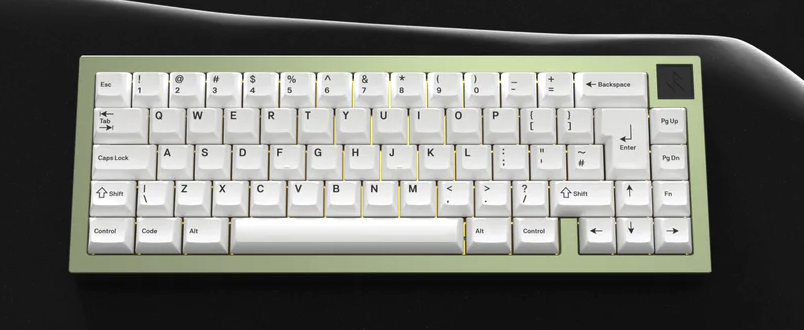 Esc ! 1 @ 2 # 3 $ 4 % 5 ^ 6 & 7 * 8 ( 9 ) 0 _ - + = ← Backspace
Tab Q W E R T Y U I O P { [ } ] Enter Pg Up
Caps Lock A S D F G H J K L : ; " ' ~ # Pg Dn
Shift | \ Z X C V B N M < , > . ? / Shift ↑ Fn
Control Code Alt Alt Control ← ↓ →